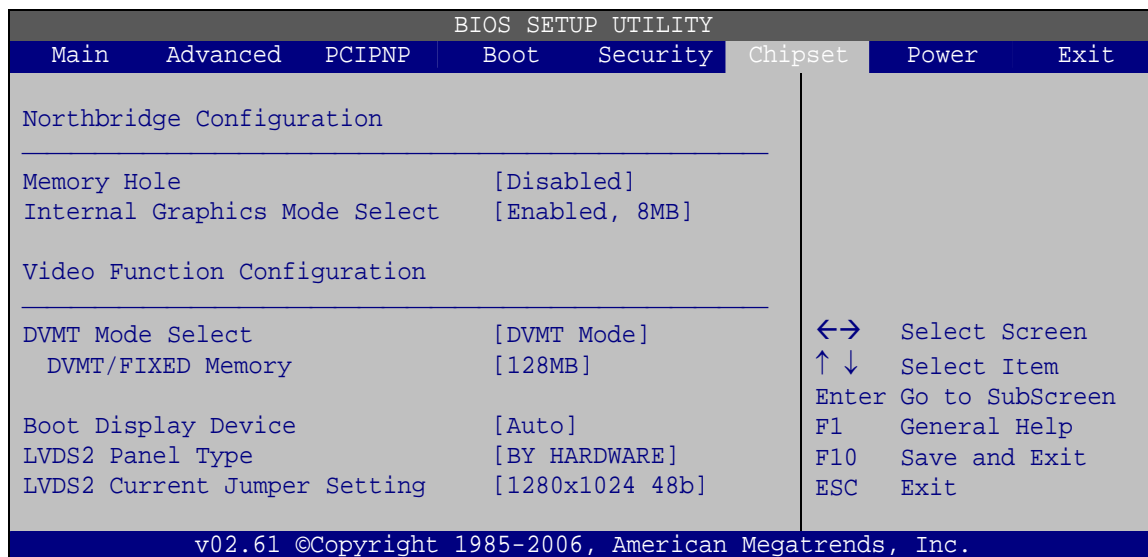 BIOS SETUP UTILITY
Main Advanced PCIPNP Boot Security Chipset Power Exit
Northbridge Configuration
Memory Hole [Disabled]
Internal Graphics Mode Select [Enabled, 8MB]
Video Function Configuration
DVMT Mode Select [DVMT Mode]
DVMT/FIXED Memory [128MB]
Boot Display Device [Auto]
LVDS2 Panel Type [BY HARDWARE]
LVDS2 Current Jumper Setting [1280x1024 48b]
←→ Select Screen
↑ ↓ Select Item
Enter Go to SubScreen
F1 General Help
F10 Save and Exit
ESC Exit
v02.61 ©Copyright 1985-2006, American Megatrends, Inc.